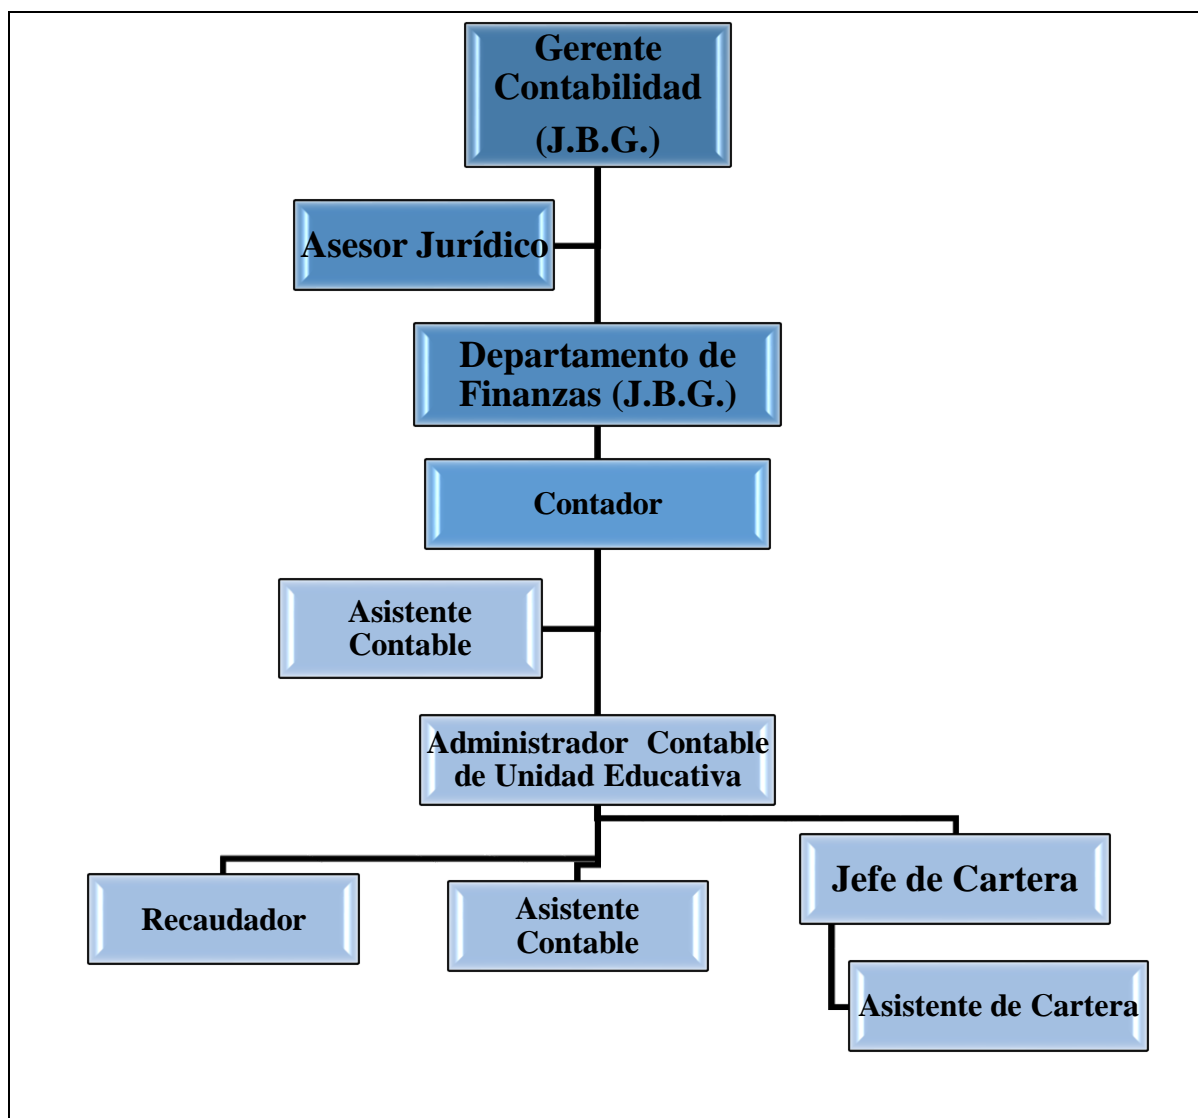 Gerente
Contabilidad
(J.B.G.)
Asesor Jurídico
Departamento de
Finanzas (J.B.G.)
Contador
Asistente
Contable
Administrador Contable
de Unidad Educativa
Recaudador
Asistente
Contable
Jefe de Cartera
Asistente de Cartera